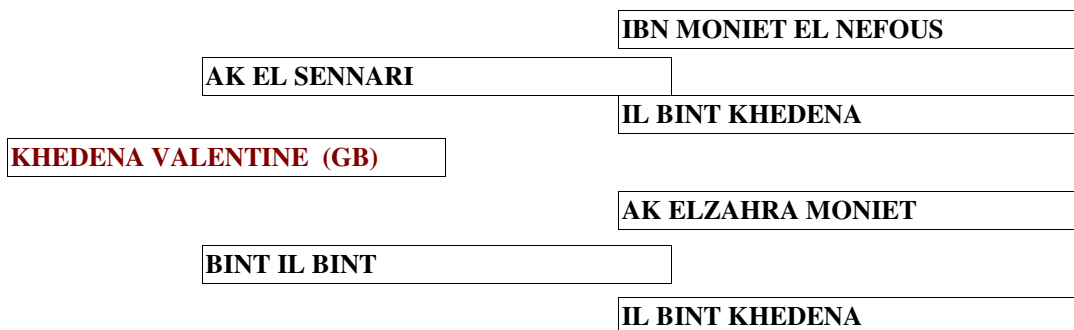 IBN MONIET EL NEFOUS
AK EL SENNARI
IL BINT KHEDENA
KHEDENA VALENTINE (GB)
AK ELZAHRA MONIET
BINT IL BINT
IL BINT KHEDENA